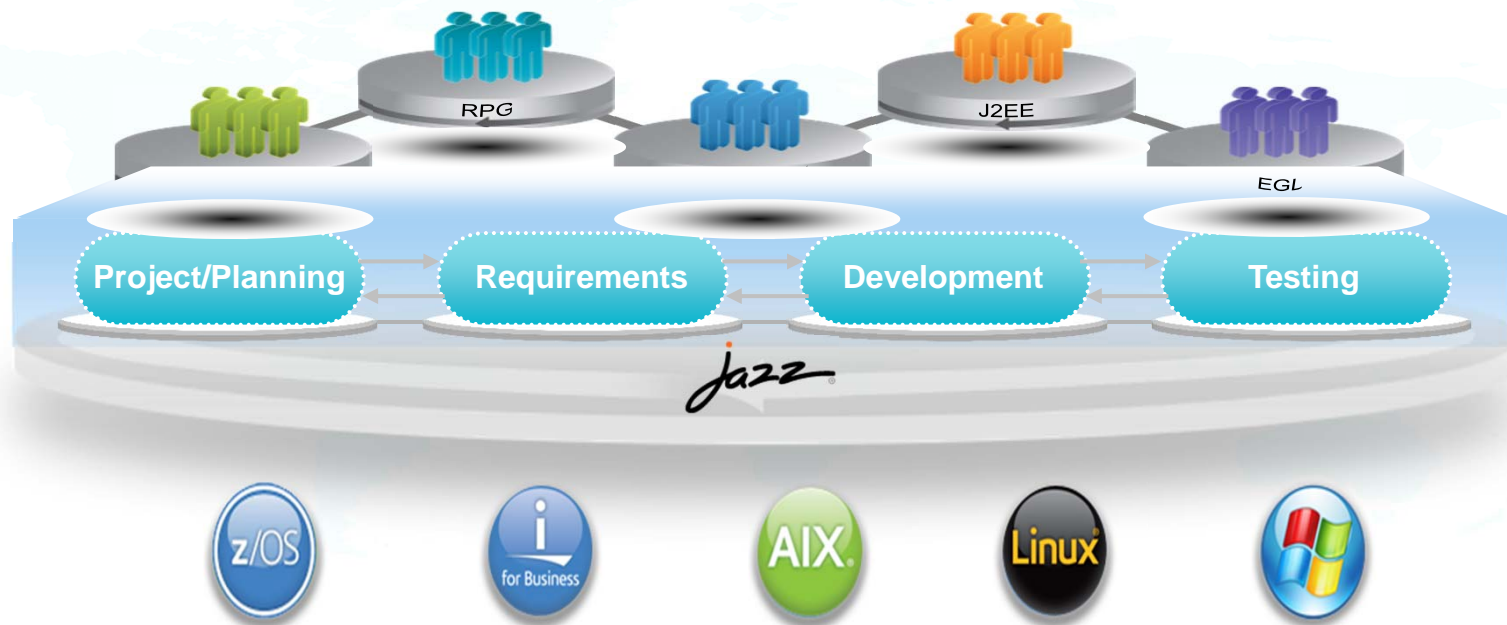 RPG
J2EE
EGL
Project/Planning
Requirements
Development
Testing
jazz®
z/OS
i
for Business
AIX®
Linux®